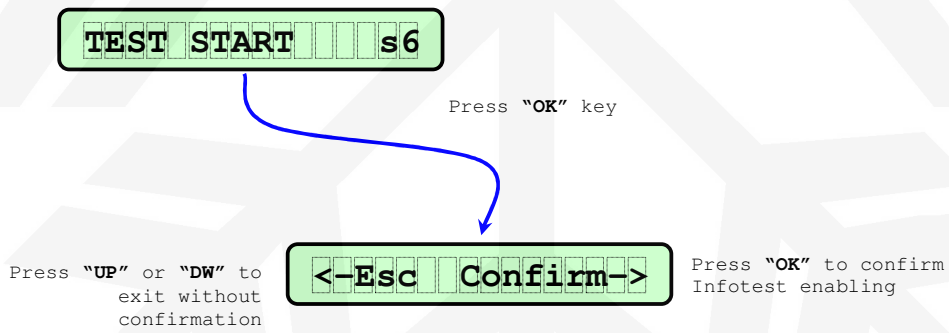 TEST START    s6
Press “OK” key
<-Esc  Confirm->
Press “UP” or “DW” to
exit without
confirmation
Press “OK” to confirm
Infotest enabling